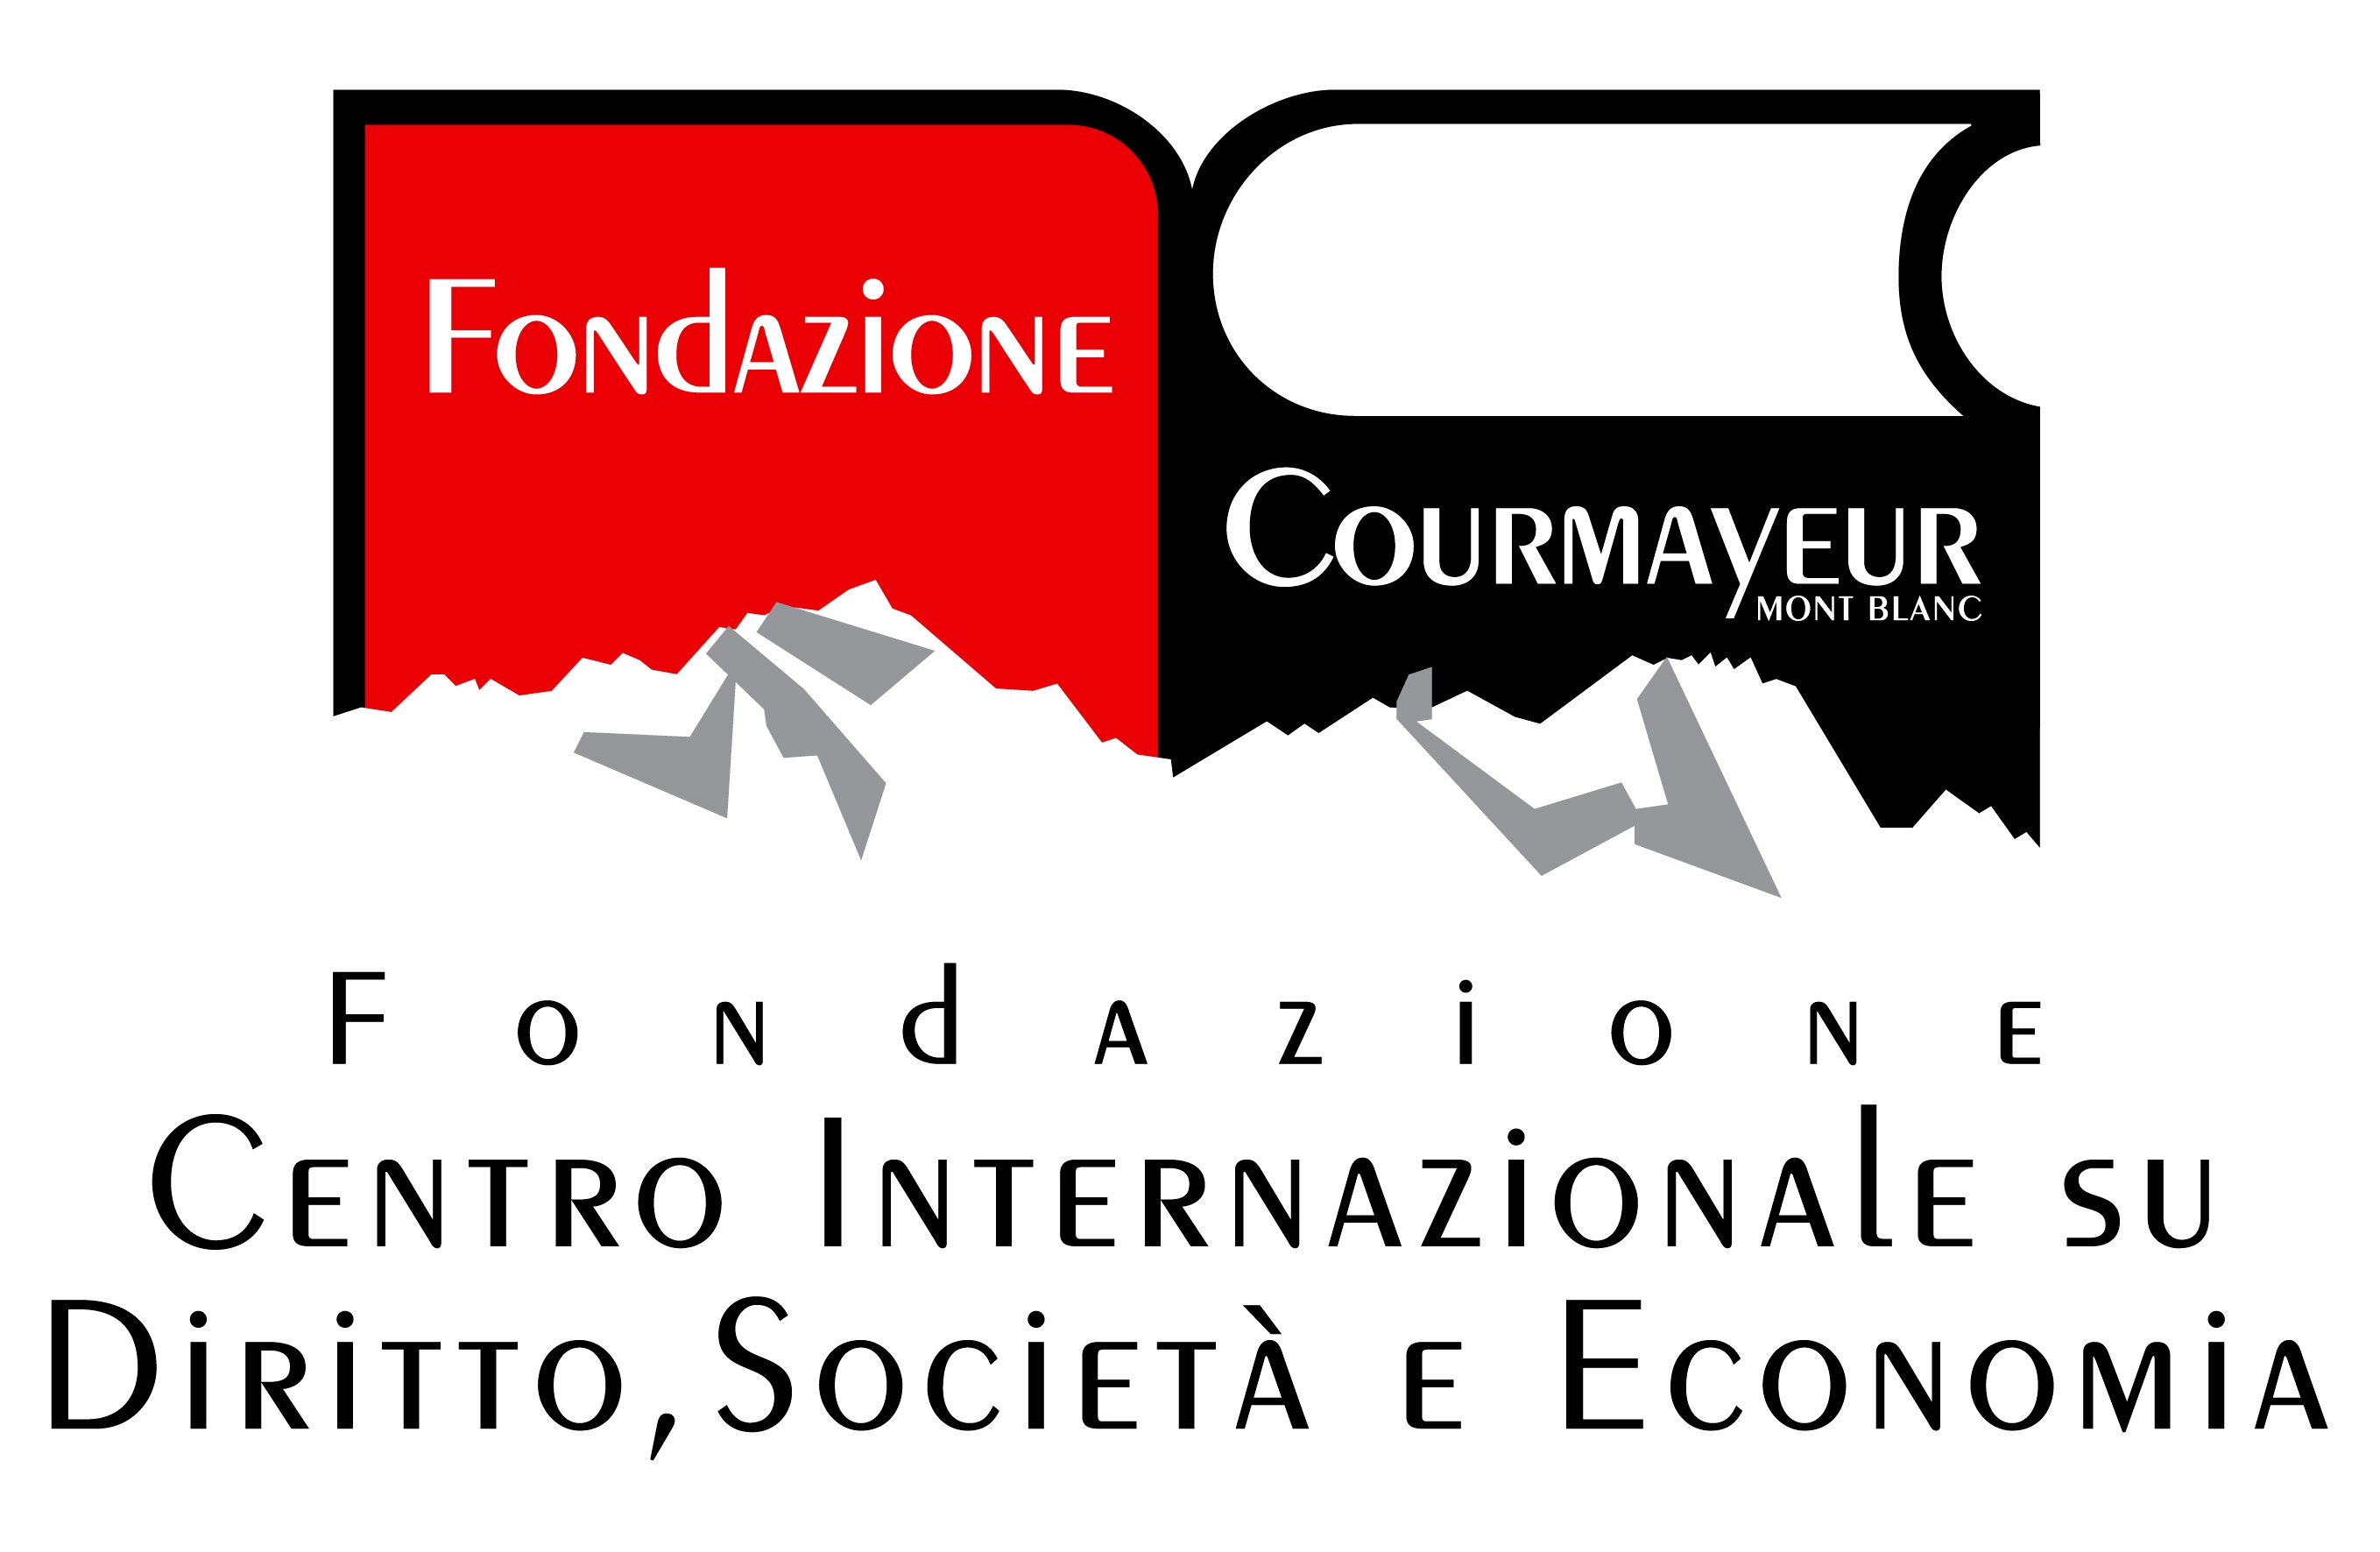 Fondazione
Courmayeur
MONT BLANC
Fondazione
Centro Internazionale su
Diritto, Società e Economia